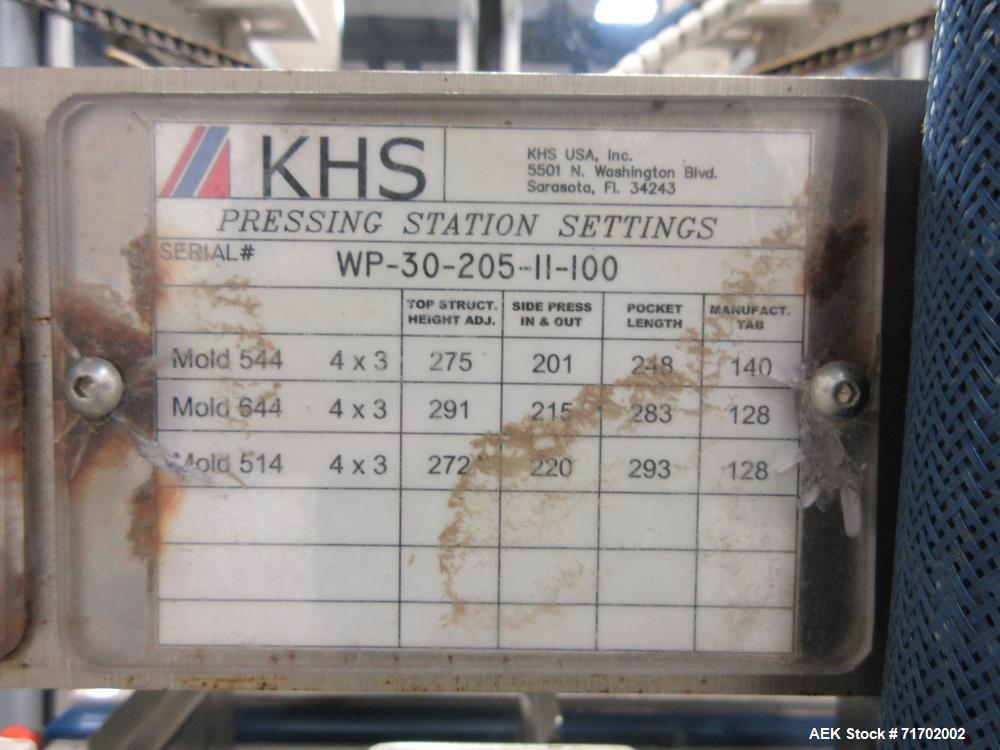 KHS
KHS USA, Inc.
5501 N. Washington Blvd.
Sarasota, Fl. 34243
PRESSING STATION SETTINGS
SERIAL# WP-30-205-11-100
TOP STRUCT. HEIGHT ADJ. SIDE PRESS IN & OUT POCKET LENGTH MANUFACT. TAB
Mold 544 4 x 3 275 201 248 140
Mold 644 4 x 3 291 215 283 128
Mold 514 4 x 3 272 220 293 128
AEK Stock #71702002